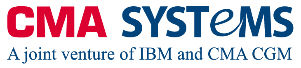 CMA SYSTeMS
A joint venture of IBM and CMA CGM